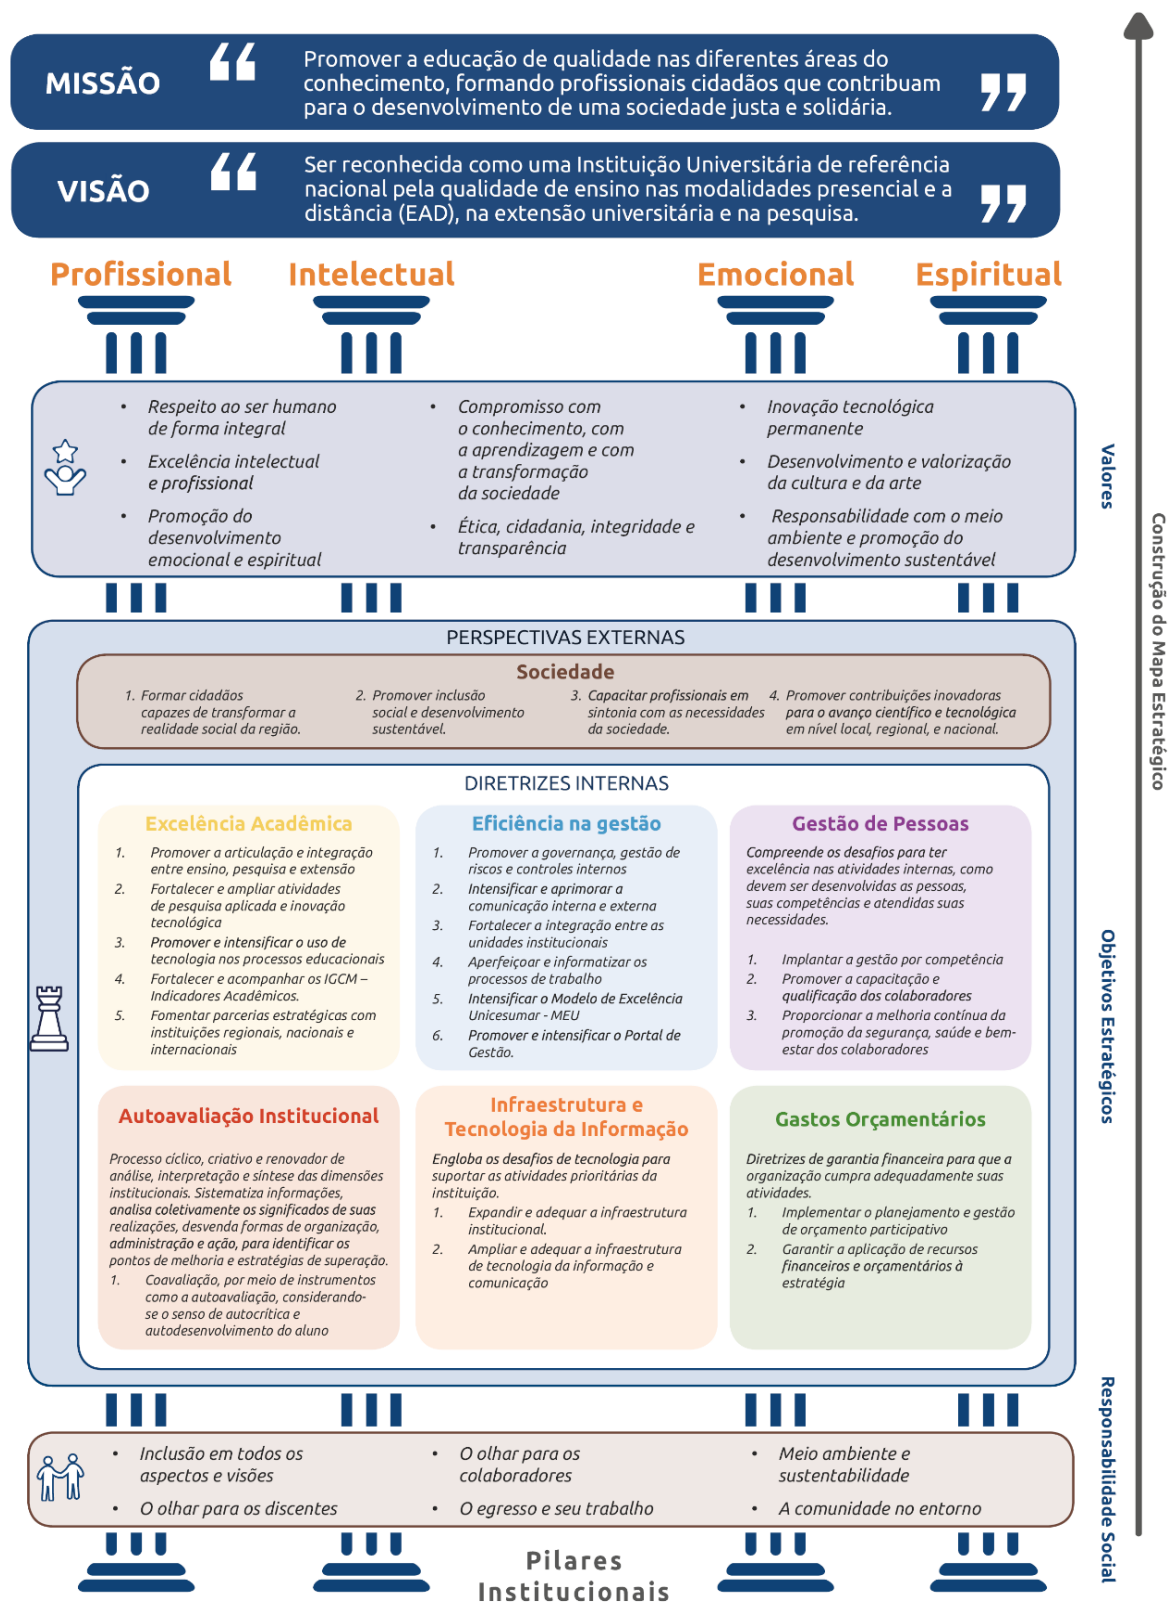 MISSÃO
“
Promover a educação de qualidade nas diferentes áreas do
conhecimento, formando profissionais cidadãos que contribuam
para o desenvolvimento de uma sociedade justa e solidária.
”
VISÃO
“
Ser reconhecida como uma Instituição Universitária de referência
nacional pela qualidade de ensino nas modalidades presencial e a
distância (EAD), na extensão universitária e na pesquisa.
”
Profissional
Intelectual
Emocional
Espiritual
• Respeito ao ser humano
de forma integral
• Excelência intelectual
e profissional
• Promoção do
desenvolvimento
emocional e espiritual
• Compromisso com
o conhecimento, com
a aprendizagem e com
a transformação
da sociedade
• Ética, cidadania, integridade e
transparência
• Inovação tecnológica
permanente
• Desenvolvimento e valorização
da cultura e da arte
• Responsabilidade com o meio
ambiente e promoção do
desenvolvimento sustentável
Valores
PERSPECTIVAS EXTERNAS
Sociedade
1. Formar cidadãos
capazes de transformar a
realidade social da região.
2. Promover inclusão
social e desenvolvimento
sustentável.
3. Capacitar profissionais em
sintonia com as necessidades
da sociedade.
4. Promover contribuições inovadoras
para o avanço científico e tecnológica
em nível local, regional, e nacional.
DIRETRIZES INTERNAS
Excelência Acadêmica
1. Promover a articulação e integração
entre ensino, pesquisa e extensão
2. Fortalecer e ampliar atividades
de pesquisa aplicada e inovação
tecnológica
3. Promover e intensificar o uso de
tecnologia nos processos educacionais
4. Fortalecer e acompanhar os IGCM –
Indicadores Acadêmicos.
5. Fomentar parcerias estratégicas com
instituições regionais, nacionais e
internacionais
Eficiência na gestão
1. Promover a governança, gestão de
riscos e controles internos
2. Intensificar e aprimorar a
comunicação interna e externa
3. Fortalecer a integração entre as
unidades institucionais
4. Aperfeiçoar e informatizar os
processos de trabalho
5. Intensificar o Modelo de Excelência
Unicesumar - MEU
6. Promover e intensificar o Portal de
Gestão.
Gestão de Pessoas
Compreende os desafios para ter
excelência nas atividades internas, como
devem ser desenvolvidas as pessoas,
suas competências e atendidas suas
necessidades.
1. Implantar a gestão por competência
2. Promover a capacitação e
qualificação dos colaboradores
3. Proporcionar a melhoria contínua da
promoção da segurança, saúde e bem-
estar dos colaboradores
Autoavaliação Institucional
Processo cíclico, criativo e renovador de
análise, interpretação e síntese das dimensões
institucionais. Sistematiza informações,
analisa coletivamente os significados de suas
realizações, desvenda formas de organização,
administração e ação, para identificar os
pontos de melhoria e estratégias de superação.
1. Coavaliação, por meio de instrumentos
como a autoavaliação, considerando-
se o senso de autocrítica e
autodesenvolvimento do aluno
Infraestrutura e
Tecnologia da Informação
Engloba os desafios de tecnologia para
suportar as atividades prioritárias da
instituição.
1. Expandir e adequar a infraestrutura
institucional.
2. Ampliar e adequar a infraestrutura
de tecnologia da informação e
comunicação
Gastos Orçamentários
Diretrizes de garantia financeira para que a
organização cumpra adequadamente suas
atividades.
1. Implementar o planejamento e gestão
de orçamento participativo
2. Garantir a aplicação de recursos
financeiros e orçamentários à
estratégia
Objetivos Estratégicos
• Inclusão em todos os
aspectos e visões
• O olhar para os discentes
• O olhar para os
colaboradores
• O egresso e seu trabalho
• Meio ambiente e
sustentabilidade
• A comunidade no entorno
Responsabilidade Social
Pilares
Institucionais
Construção do Mapa Estratégico